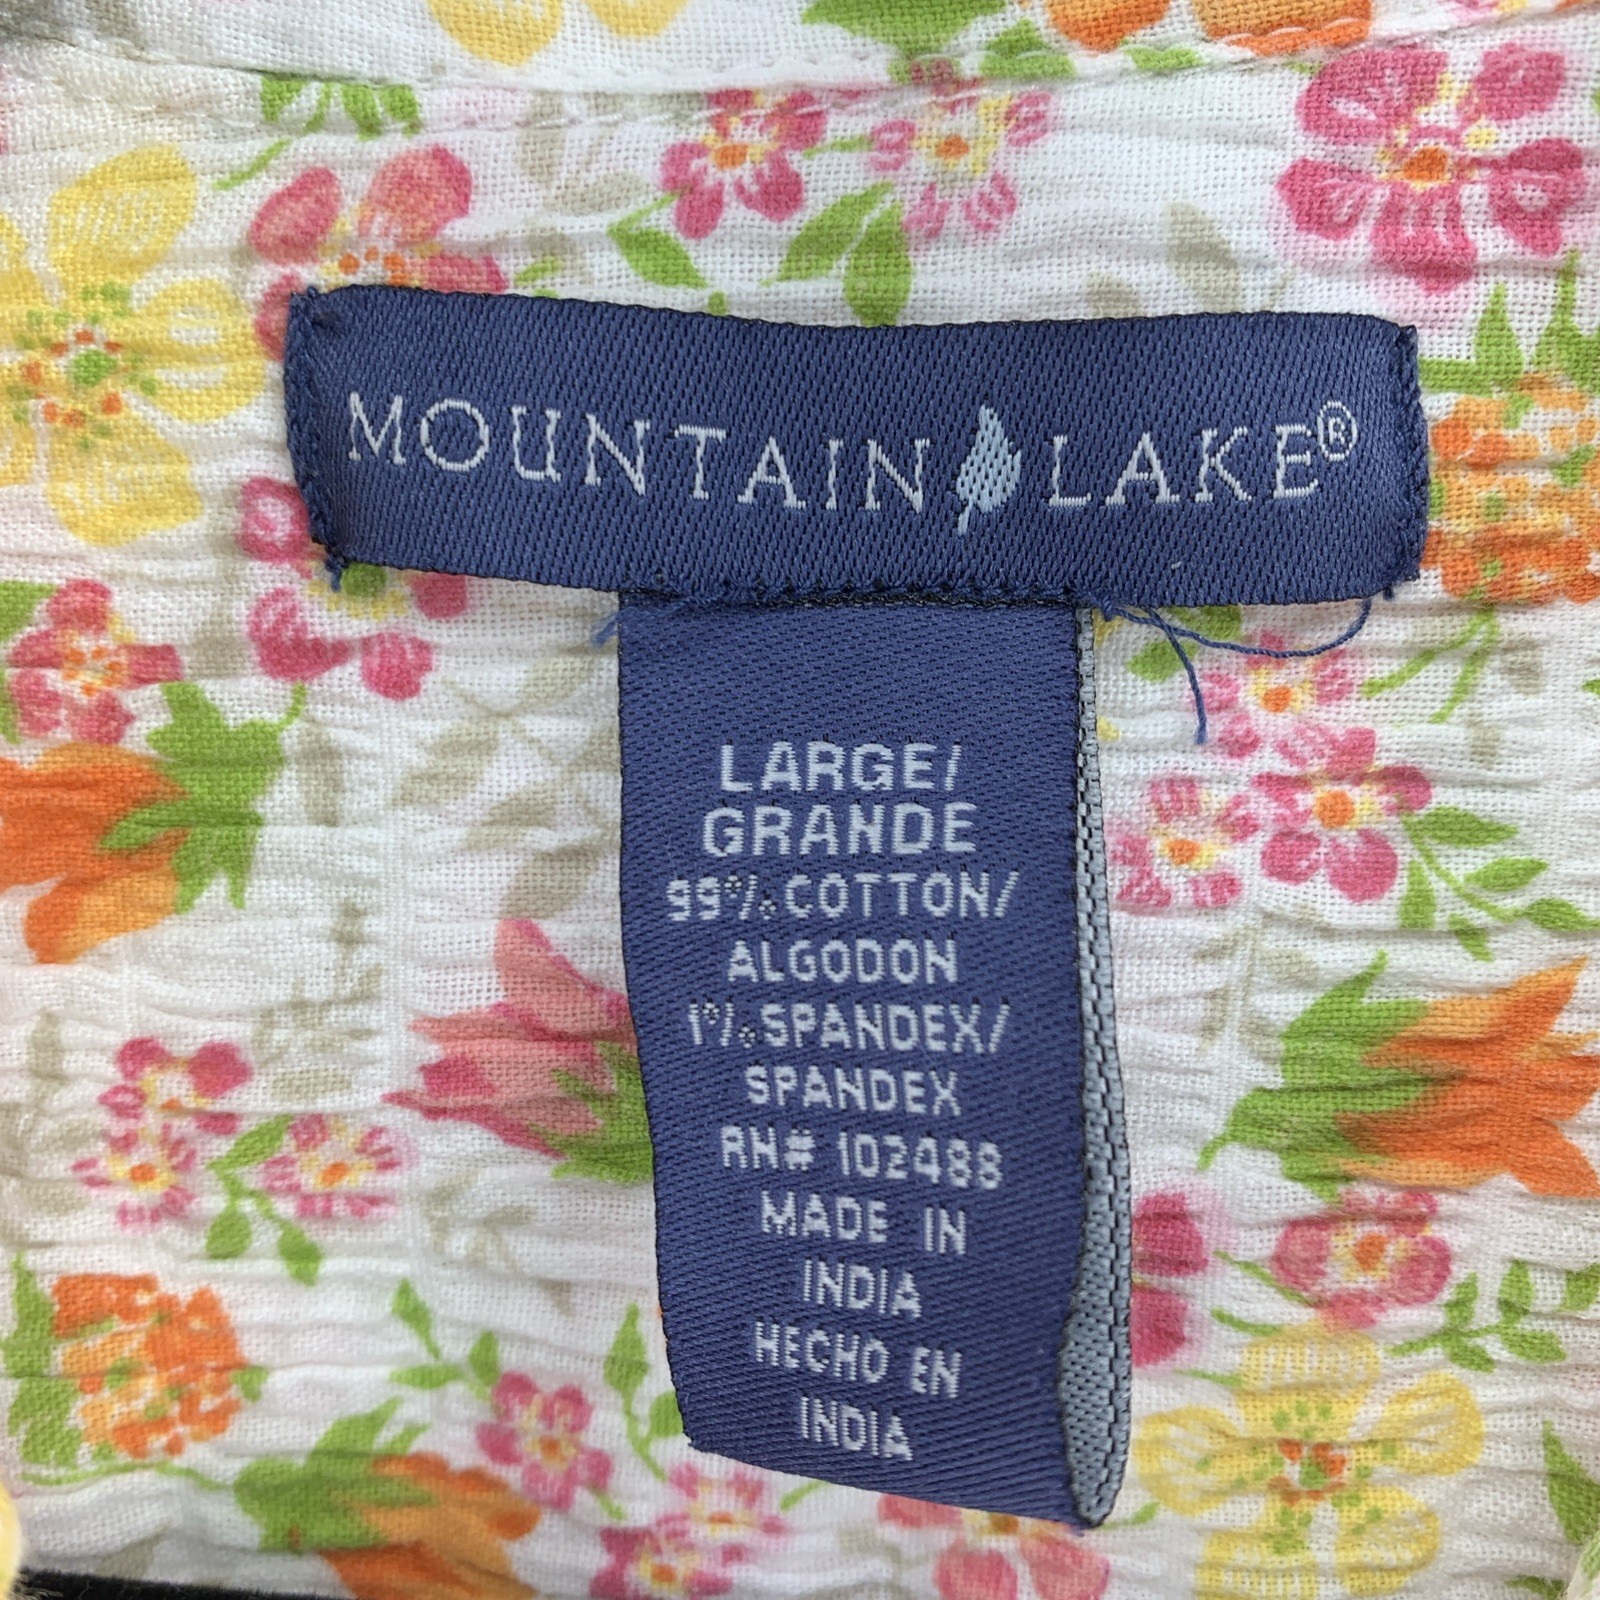 MOUNTAIN LAKE®
LARGE/
GRANDE
99% COTTON/
ALGODON
1% SPANDEX/
SPANDEX
RN# 102488
MADE IN
INDIA
HECHO EN
INDIA